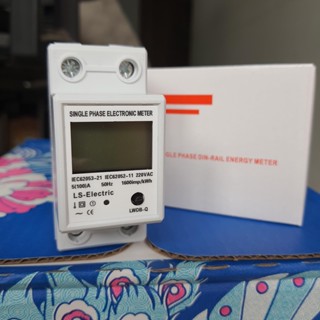 SINGLE PHASE ELECTRONIC METER
IEC62053-21 IEC62052-11 220VAC
5(100)A 50Hz 1600imp/kWh
LS-Electric
LWDB-Q
SINGLE PHASE DIN-RAIL ENERGY METER